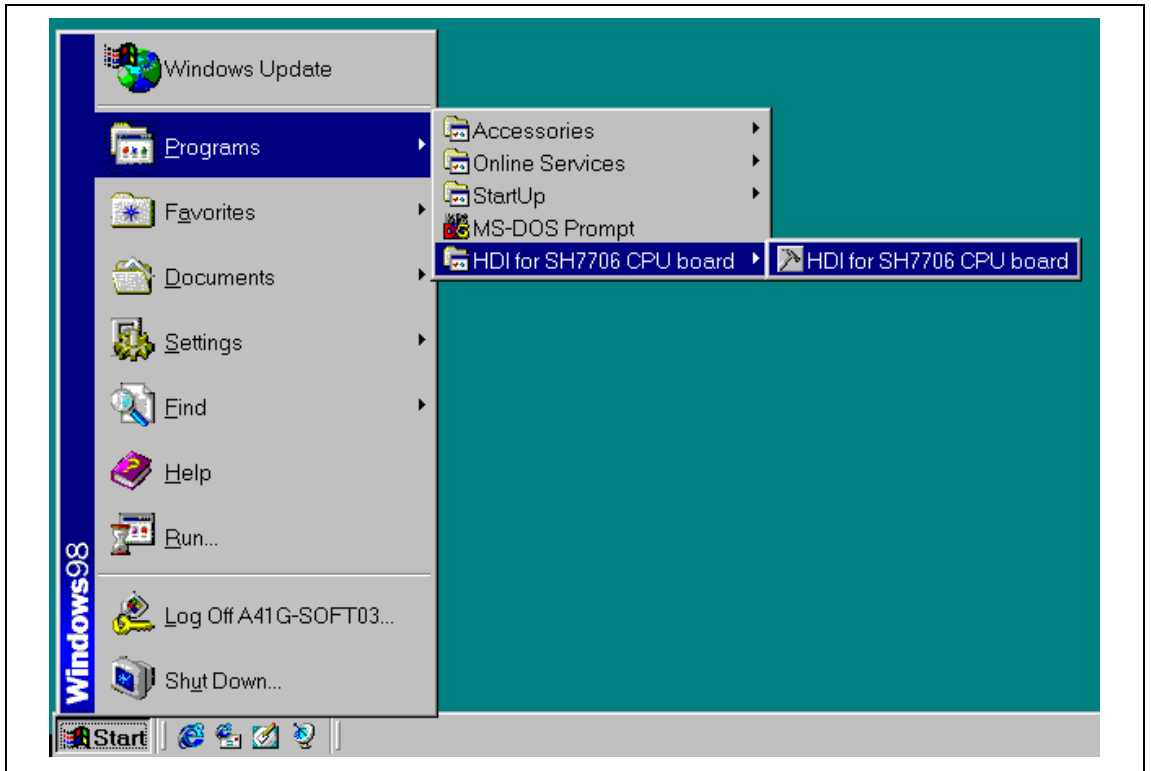 Windows Update
Programs
Favorites
Documents
Settings
Find
Help
Run...
Log Off A41G-SOFT03...
Shut Down...
Windows98
Accessories
Online Services
StartUp
MS-DOS Prompt
HDI for SH7706 CPU board
HDI for SH7706 CPU board
Start